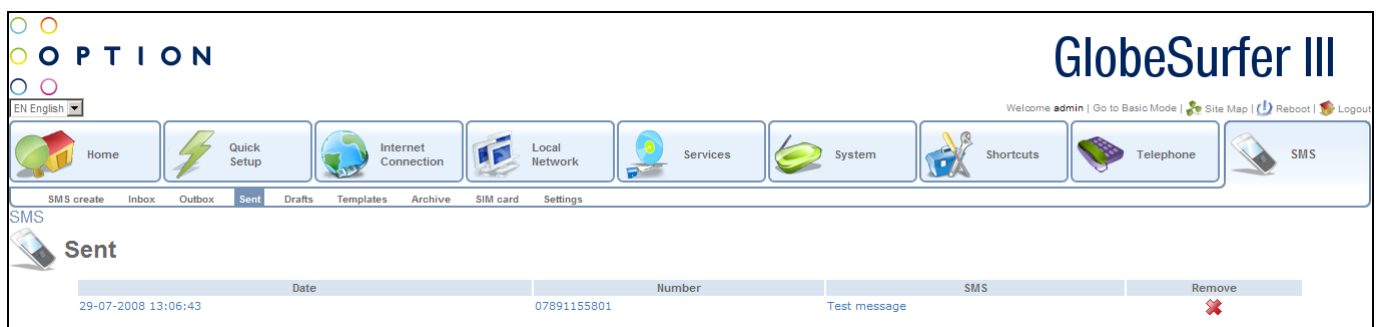 OPTION
GlobeSurfer III
EN English
Welcome admin | Go to Basic Mode | Site Map | Reboot | Logout
Home
Quick Setup
Internet Connection
Local Network
Services
System
Shortcuts
Telephone
SMS
SMS create Inbox Outbox Sent Drafts Templates Archive SIM card Settings
SMS
Sent
Date Number SMS Remove
29-07-2008 13:06:43 07891155801 Test message